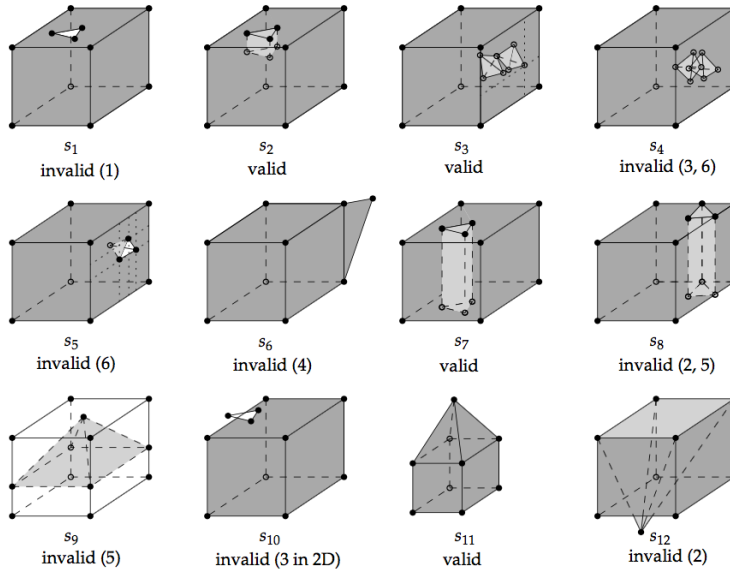 s1 s2 s3 s4
invalid (1) valid valid invalid (3, 6)
s5 s6 s7 s8
invalid (6) invalid (4) valid invalid (2, 5)
s9 s10 s11 s12
invalid (5) invalid (3 in 2D) valid invalid (2)